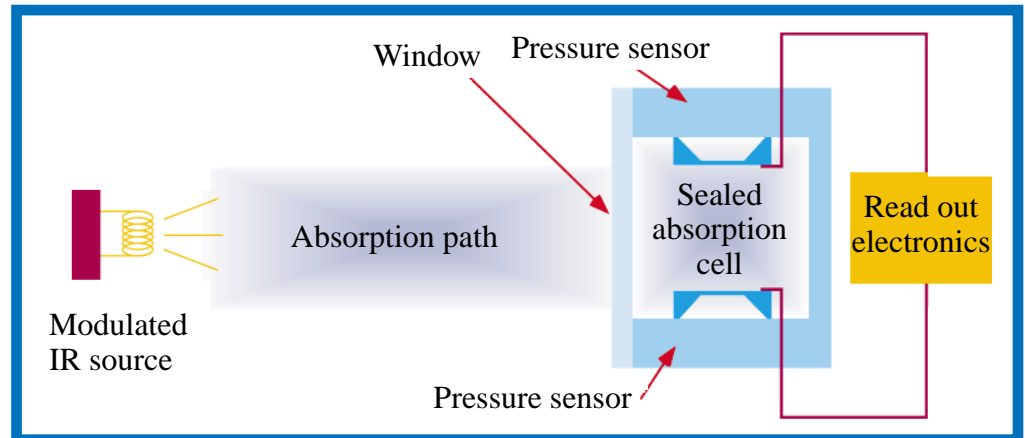 Window
Pressure sensor
Absorption path
Sealed
absorption
cell
Read out
electronics
Modulated
IR source
Pressure sensor